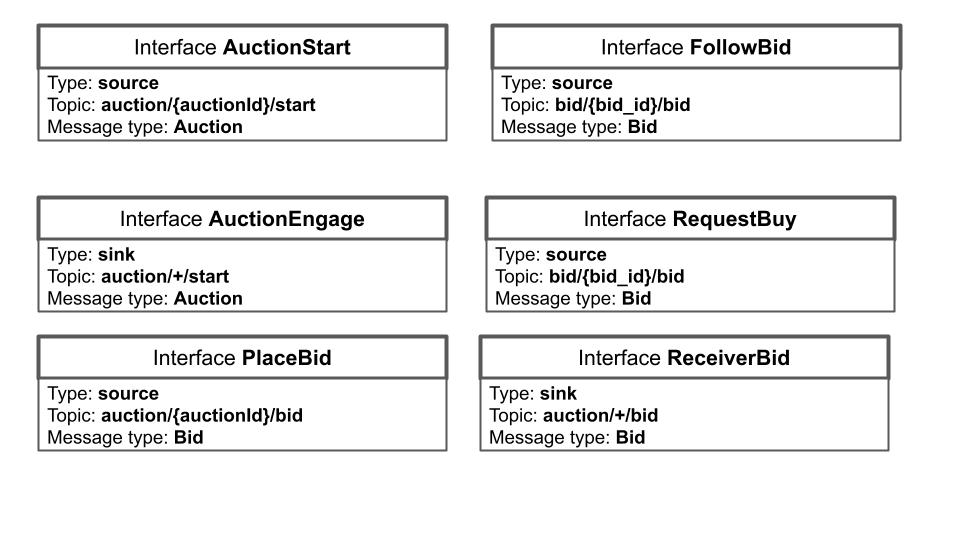 Interface AuctionStart
Type: source
Topic: auction/{auctionId}/start
Message type: Auction
Interface FollowBid
Type: source
Topic: bid/{bid_id}/bid
Message type: Bid
Interface AuctionEngage
Type: sink
Topic: auction/+/start
Message type: Auction
Interface RequestBuy
Type: source
Topic: bid/{bid_id}/bid
Message type: Bid
Interface PlaceBid
Type: source
Topic: auction/{auctionId}/bid
Message type: Bid
Interface ReceiverBid
Type: sink
Topic: auction/+/bid
Message type: Bid